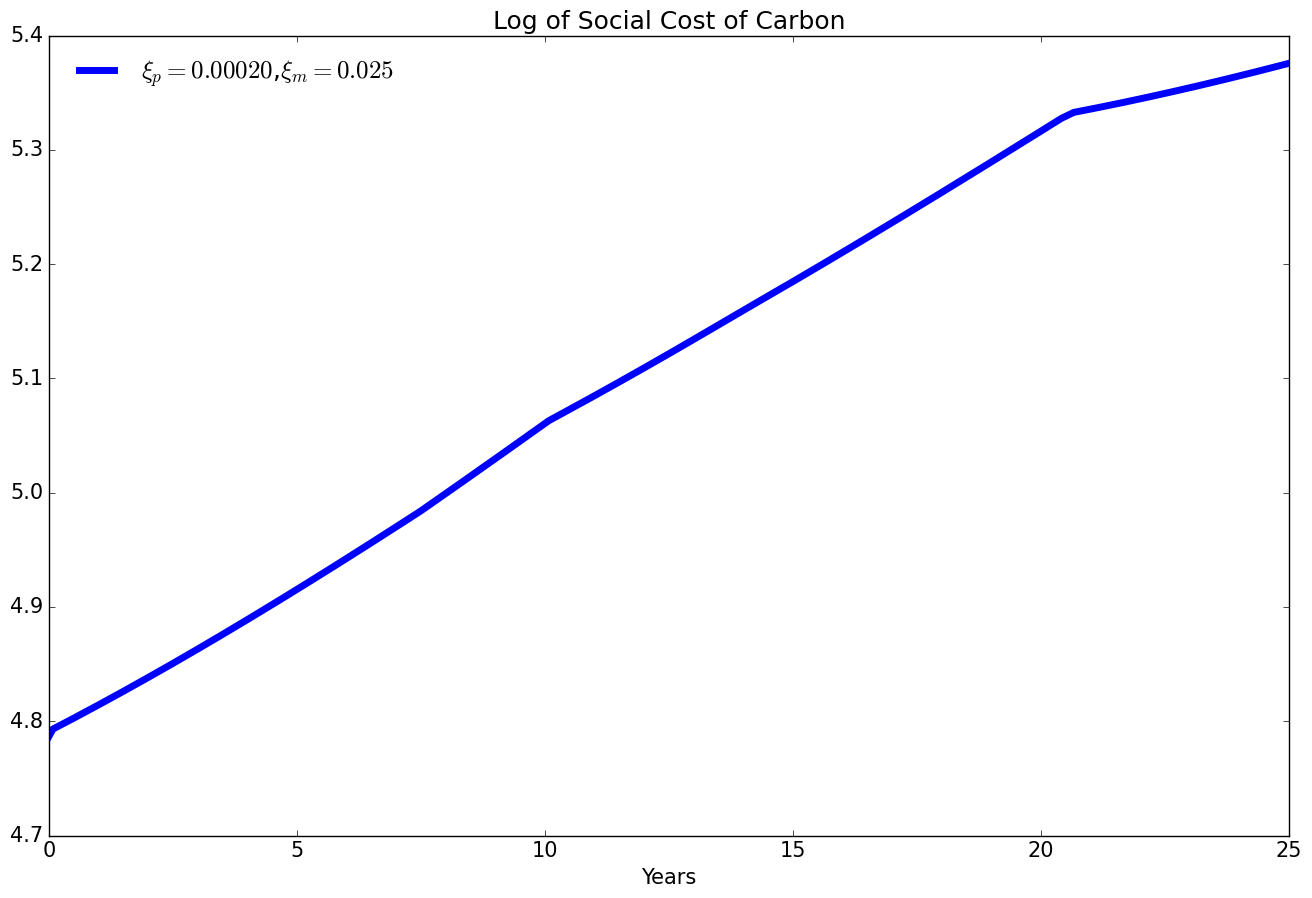 Log of Social Cost of Carbon
5.4
ξp = 0.00020,ξm = 0.025
5.3
5.2
5.1
5.0
4.9
4.8
4.7
0 5 10 15 20 25
Years